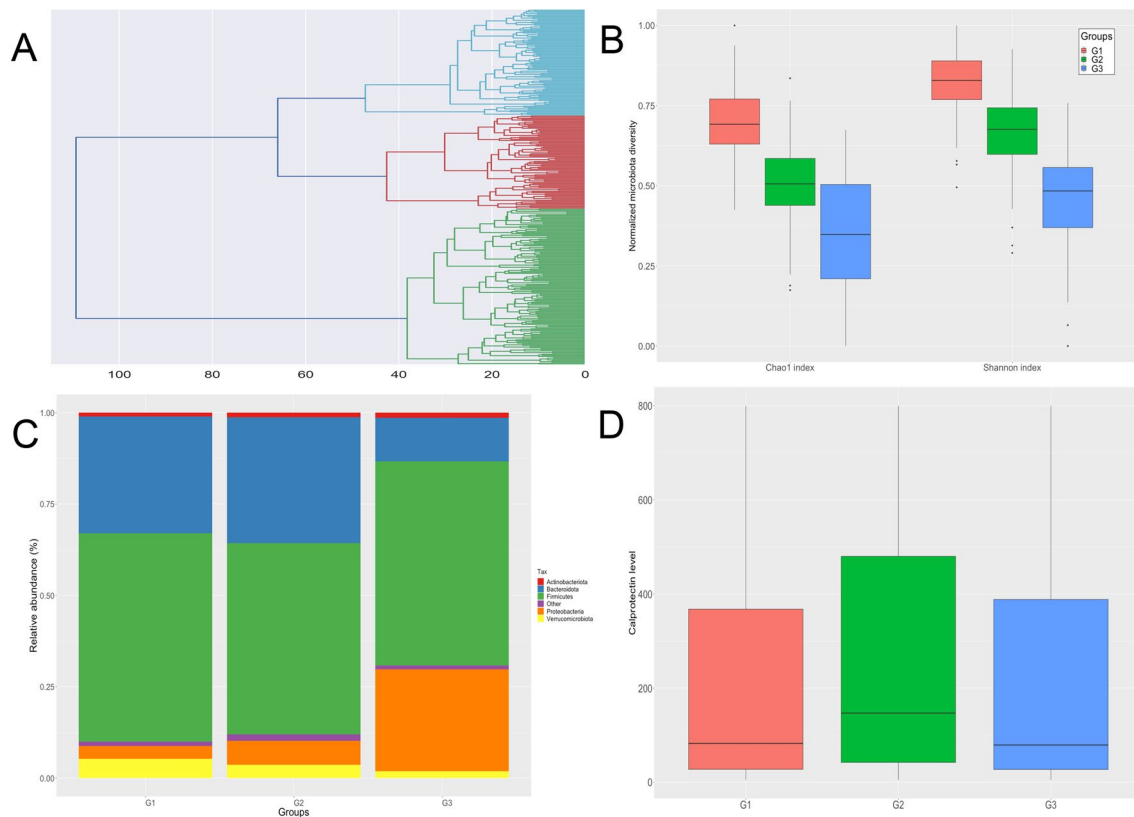 A
100 80 60 40 20 0
B
Normalized microbiota diversity
1.00
0.75
0.50
0.25
0.00
Groups
G1
G2
G3
Chao1 index Shannon index
C
Relative abundance (%)
1.00
0.75
0.50
0.25
0.00
G1 G2 G3
Groups
Tax
Actinobacteriota
Bacteroidota
Firmicutes
Other
Proteobacteria
Verrucomicrobiota
D
Calprotectin level
800
600
400
200
0
G1 G2 G3